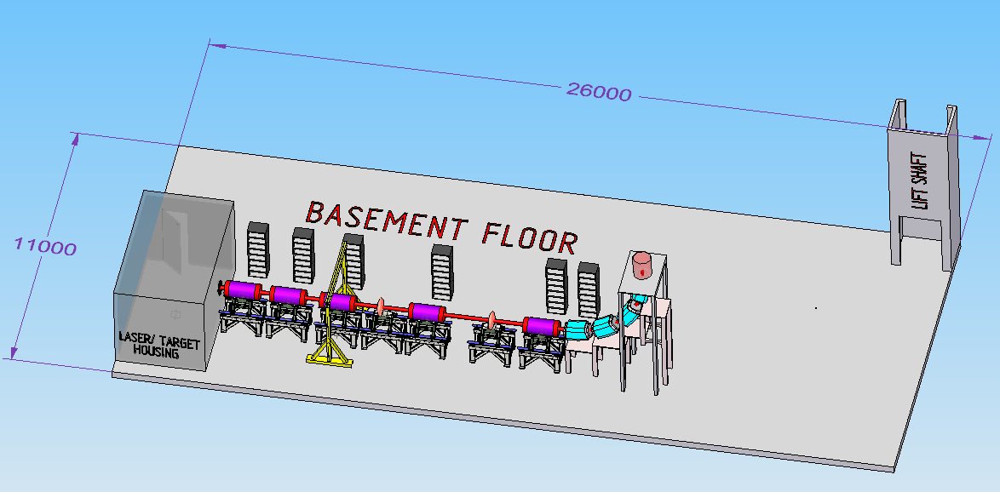 26000
LIFT SHAFT
BASEMENT FLOOR
11000
LASER/ TARGET
HOUSING